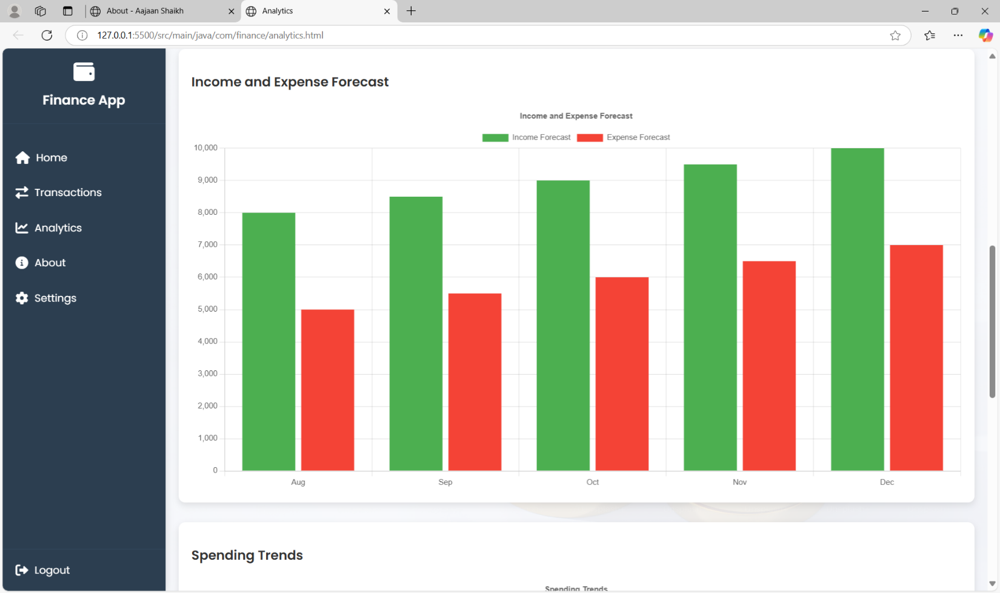 About - Aajaan Shaikh
Analytics
127.0.0.1:5500/src/main/java/com/finance/analytics.html
Finance App
Home
Transactions
Analytics
About
Settings
Logout
Income and Expense Forecast
Income and Expense Forecast
Income Forecast Expense Forecast
10,000
9,000
8,000
7,000
6,000
5,000
4,000
3,000
2,000
1,000
0
Aug Sep Oct Nov Dec
Spending Trends
Spending Trends